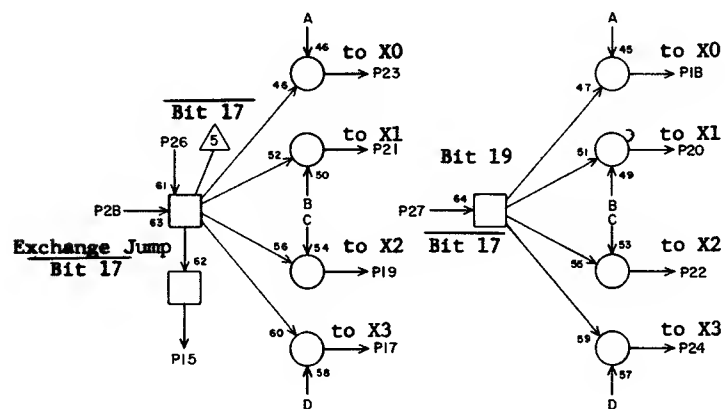 A
A
46
to X0
45
to X0
46
P23
47
P18
Bit 17
5
P26
52
to X1
P21
50
Bit 19
51
to X1
P20
49
61
P28
63
B
C
P27
64
B
C
Exchange Jump
Bit 17
62
56
54
to X2
P19
Bit 17
55
53
to X2
P22
60
to X3
P17
58
59
to X3
P24
57
P15
D
D